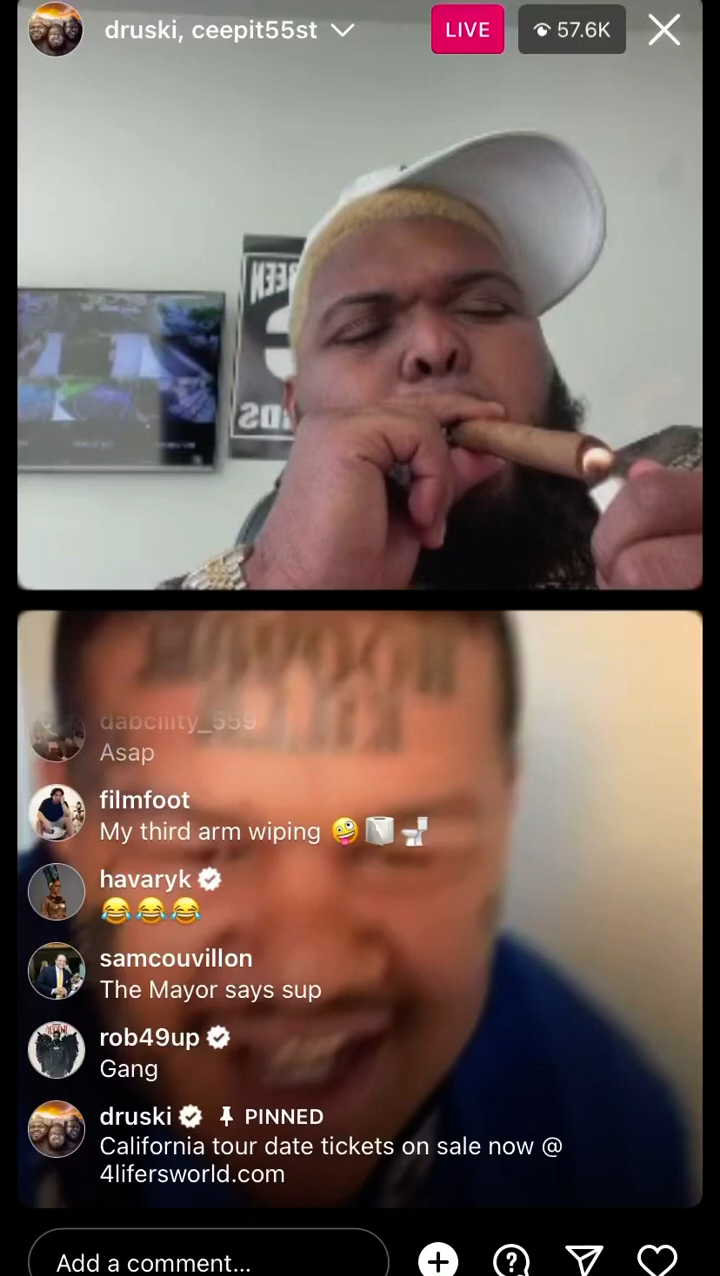 druski, ceepit55st
LIVE
57.6K
dabcility_559
Asap
filmfoot
My third arm wiping 🤪🧻🚽
havaryk
😂😂😂
samcouvillon
The Mayor says sup
rob49up
Gang
druski PINNED
California tour date tickets on sale now @
4lifersworld.com
Add a comment...